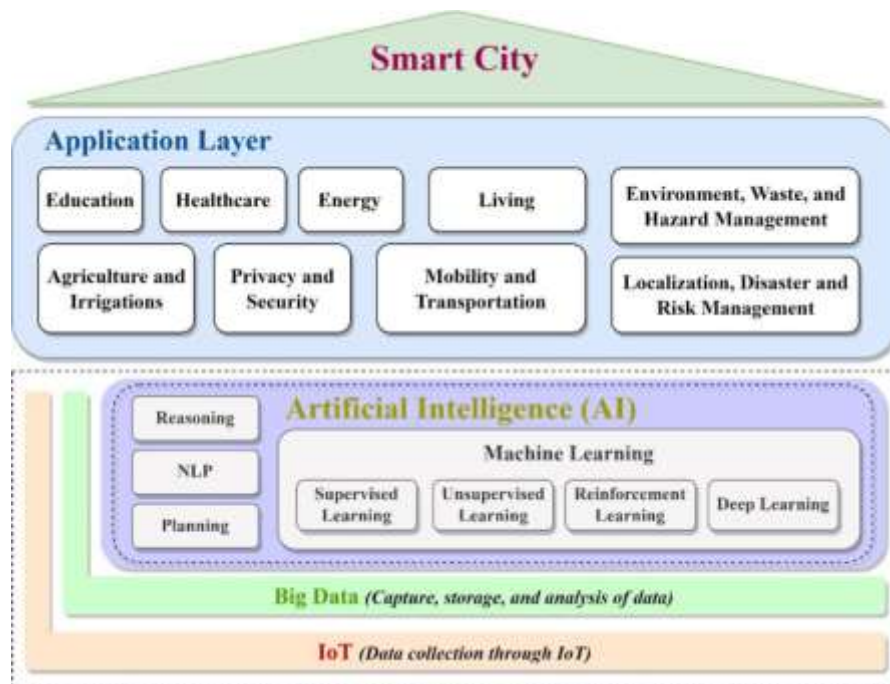 Smart City
Application Layer
Education
Healthcare
Energy
Living
Environment, Waste, and
Hazard Management
Agriculture and
Irrigations
Privacy and
Security
Mobility and
Transportation
Localization, Disaster and
Risk Management
Artificial Intelligence (AI)
Reasoning
NLP
Planning
Machine Learning
Supervised
Learning
Unsupervised
Learning
Reinforcement
Learning
Deep Learning
Big Data (Capture, storage, and analysis of data)
IoT (Data collection through IoT)